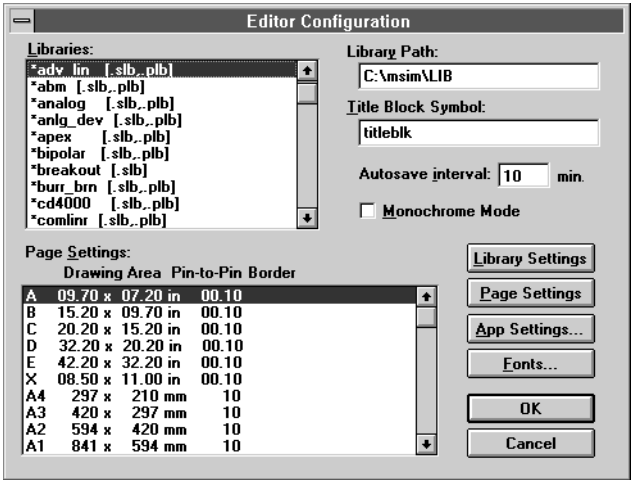 Editor Configuration
Libraries:
*adv_lin [.slb,.plb]
*abm [.slb,.plb]
*analog [.slb,.plb]
*anlg_dev [.slb,.plb]
*apex [.slb,.plb]
*bipolar [.slb,.plb]
*breakout [.slb]
*burr_brn [.slb,.plb]
*cd4000 [.slb,.plb]
*comlinr [.slb,.plb]
Library Path:
C:\msim\LIB
Title Block Symbol:
titleblk
Autosave interval: 10 min.
Monochrome Mode
Page Settings:
Drawing Area Pin-to-Pin Border
A 09.70 x 07.20 in 00.10
B 15.20 x 09.70 in 00.10
C 20.20 x 15.20 in 00.10
D 32.20 x 20.20 in 00.10
E 42.20 x 32.20 in 00.10
X 08.50 x 11.00 in 00.10
A4 297 x 210 mm 10
A3 420 x 297 mm 10
A2 594 x 420 mm 10
A1 841 x 594 mm 10
Library Settings
Page Settings
App Settings...
Fonts...
OK
Cancel